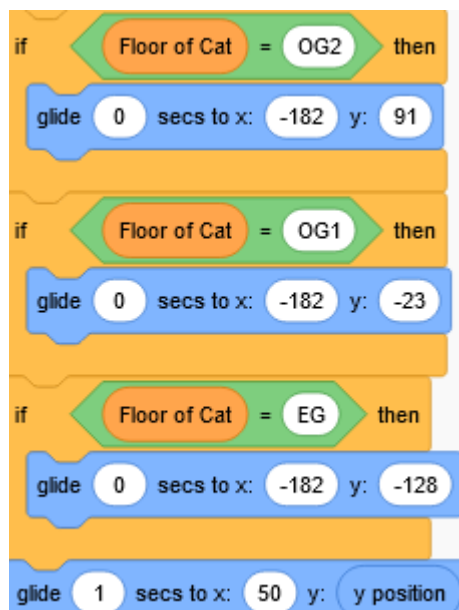 if Floor of Cat = OG2 then
glide 0 secs to x: -182 y: 91
if Floor of Cat = OG1 then
glide 0 secs to x: -182 y: -23
if Floor of Cat = EG then
glide 0 secs to x: -182 y: -128
glide 1 secs to x: 50 y: y position